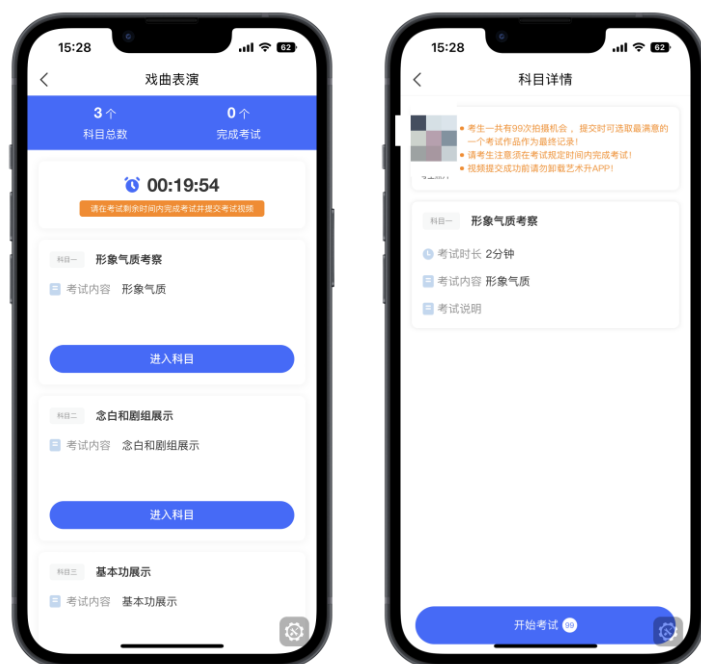 15:28
62
戏曲表演
3 个
0 个
科目总数
完成考试
00:19:54
请在考试剩余时间内完成考试并提交考试视频
科目一 形象气质考察
考试内容 形象气质
进入科目
科目二 念白和剧组展示
考试内容 念白和剧组展示
进入科目
科目三 基本功展示
考试内容 基本功展示
15:28
62
科目详情
考生一共有99次拍摄机会，提交时可选取最满意的
一个考试作品作为最终记录！
请考生注意须在考试规定时间内完成考试！
视频提交成功前请勿卸载艺术升APP！
科目一 形象气质考察
考试时长 2分钟
考试内容 形象气质
考试说明
开始考试 99